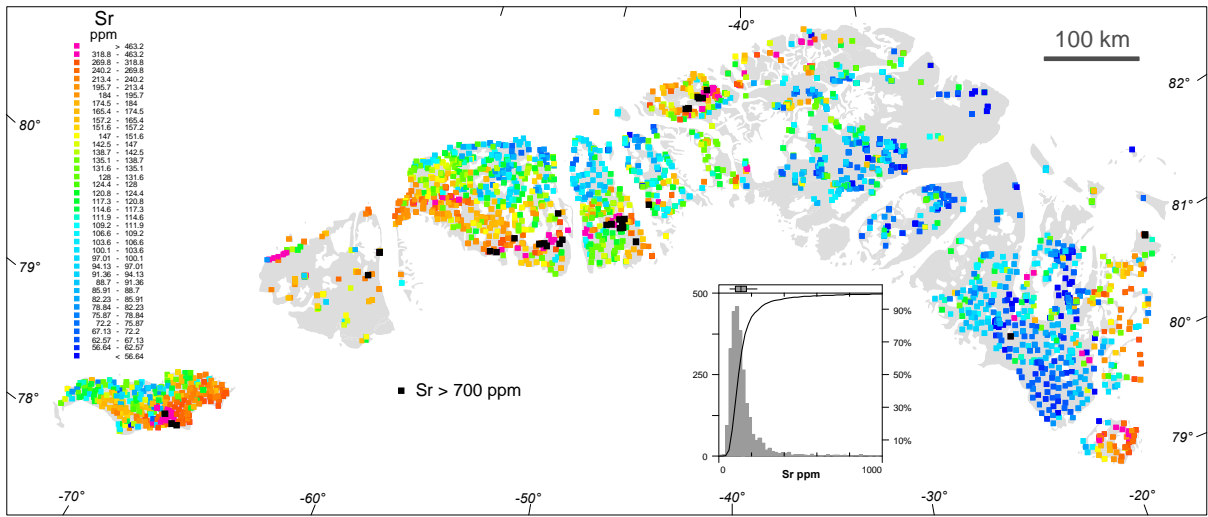 Sr
ppm
> 463.2
318.8 - 463.2
269.8 - 318.8
240.2 - 269.8
213.4 - 240.2
195.7 - 213.4
184 - 195.7
174.5 - 184
165.4 - 174.5
157.2 - 165.4
151.6 - 157.2
147 - 151.6
142.5 - 147
138.7 - 142.5
135.1 - 138.7
131.6 - 135.1
128 - 131.6
124.4 - 128
120.8 - 124.4
117.3 - 120.8
114.6 - 117.3
111.9 - 114.6
109.2 - 111.9
106.6 - 109.2
103.6 - 106.6
100.1 - 103.6
97.01 - 100.1
94.13 - 97.01
91.36 - 94.13
88.7 - 91.36
85.91 - 88.7
82.23 - 85.91
78.84 - 82.23
75.87 - 78.84
72.2 - 75.87
67.13 - 72.2
62.57 - 67.13
56.64 - 62.57
< 56.64
-40°
100 km
82°
80°
81°
79°
80°
78°
79°
Sr > 700 ppm
500
250
0
90%
70%
50%
30%
10%
0
Sr ppm
1000
-70°
-60°
-50°
-40°
-30°
-20°